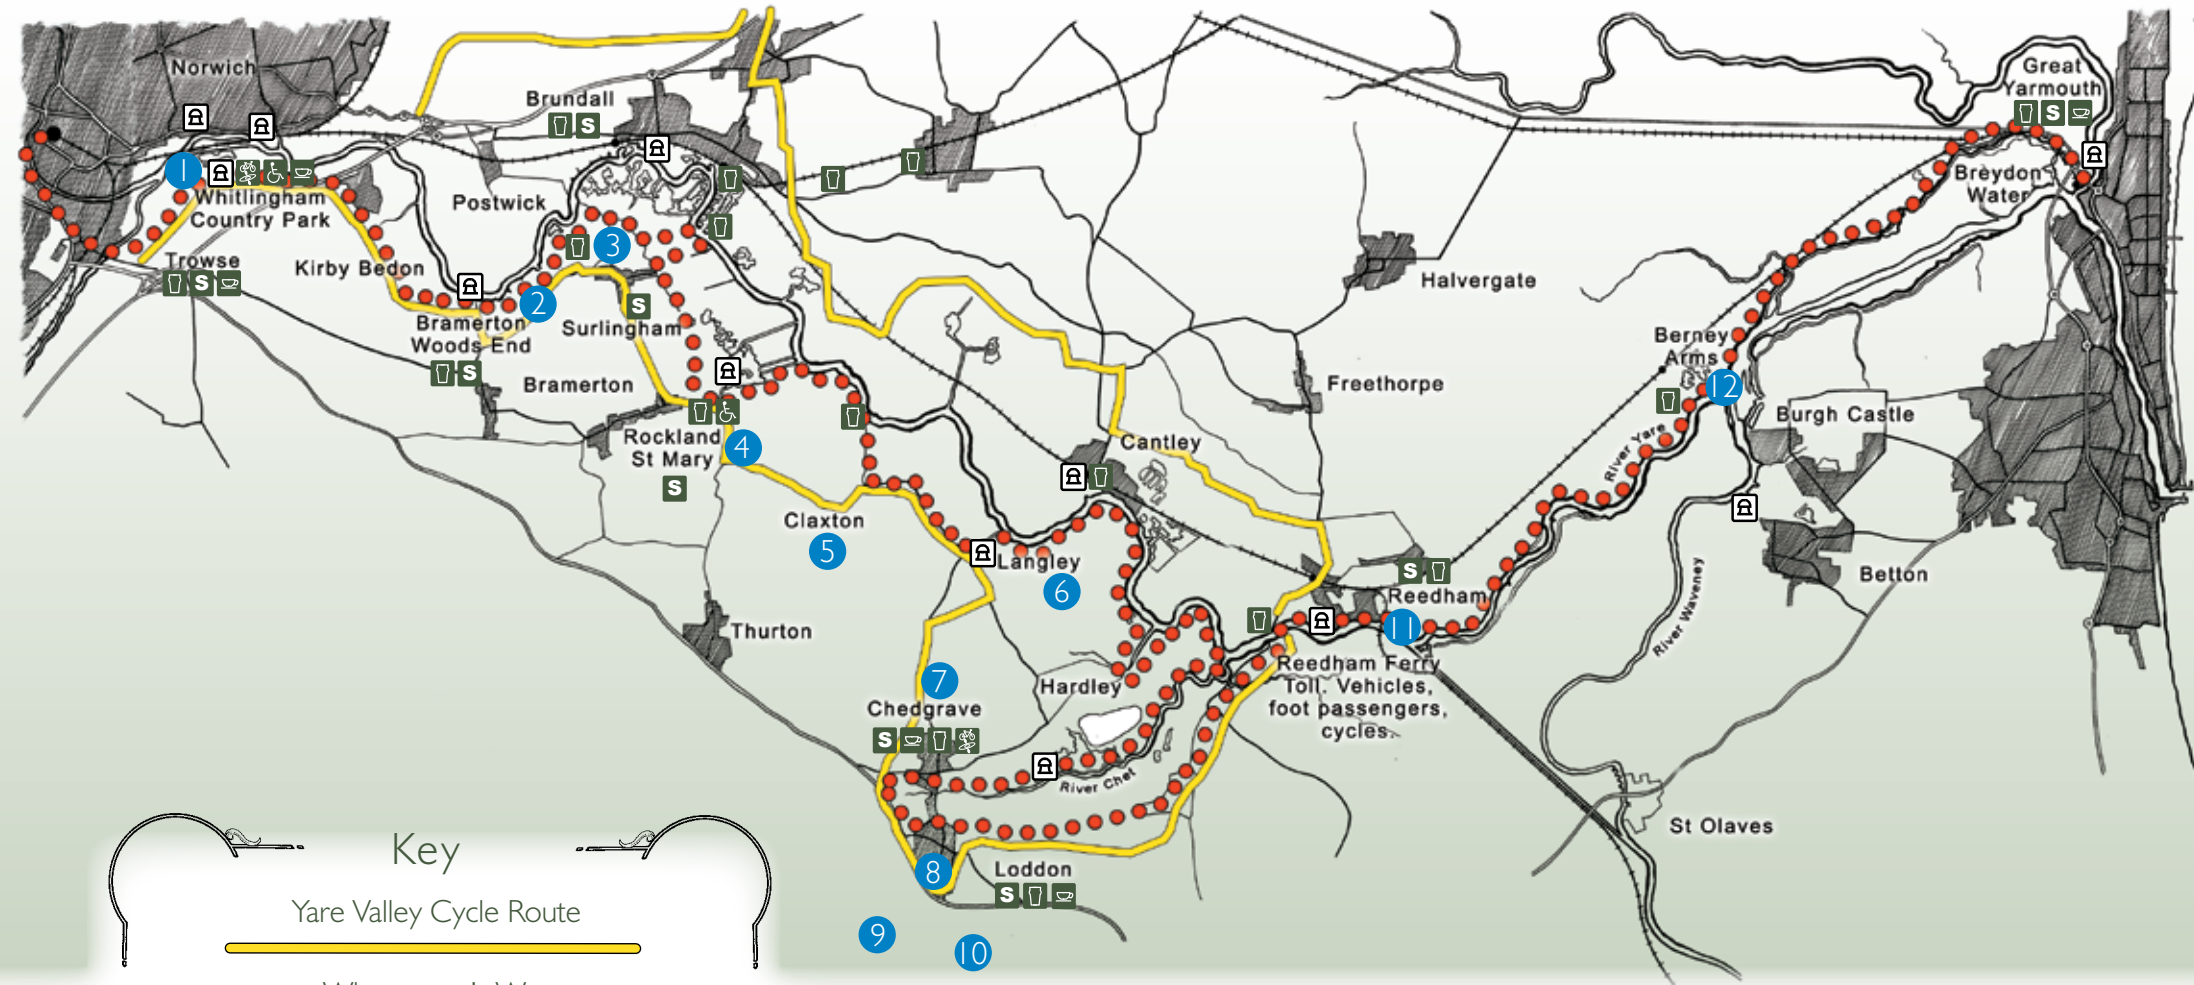 Norwich
Brundall
S
Great
Yarmouth
S
1
Whitlingham
Country Park
Postwick
Breydon
Water
3
Trowse
S
Kirby Bedon
2
S
Halvergate
Bramerton
Woods End
Surlingham
Berney
Arms
S
Bramerton
Freethorpe
12
Burgh Castle
Rockland
St Mary
4
Cantley
River Yare
S
Claxton
5
Langley
6
S
Reedham
Betton
Thurton
11
River Waveney
Reedham Ferry
Toll. Vehicles,
foot passengers,
cycles.
7
Hardley
Chedgrave
S
River Chet
St Olaves
Key
8
Loddon
S
Yare Valley Cycle Route
9
10